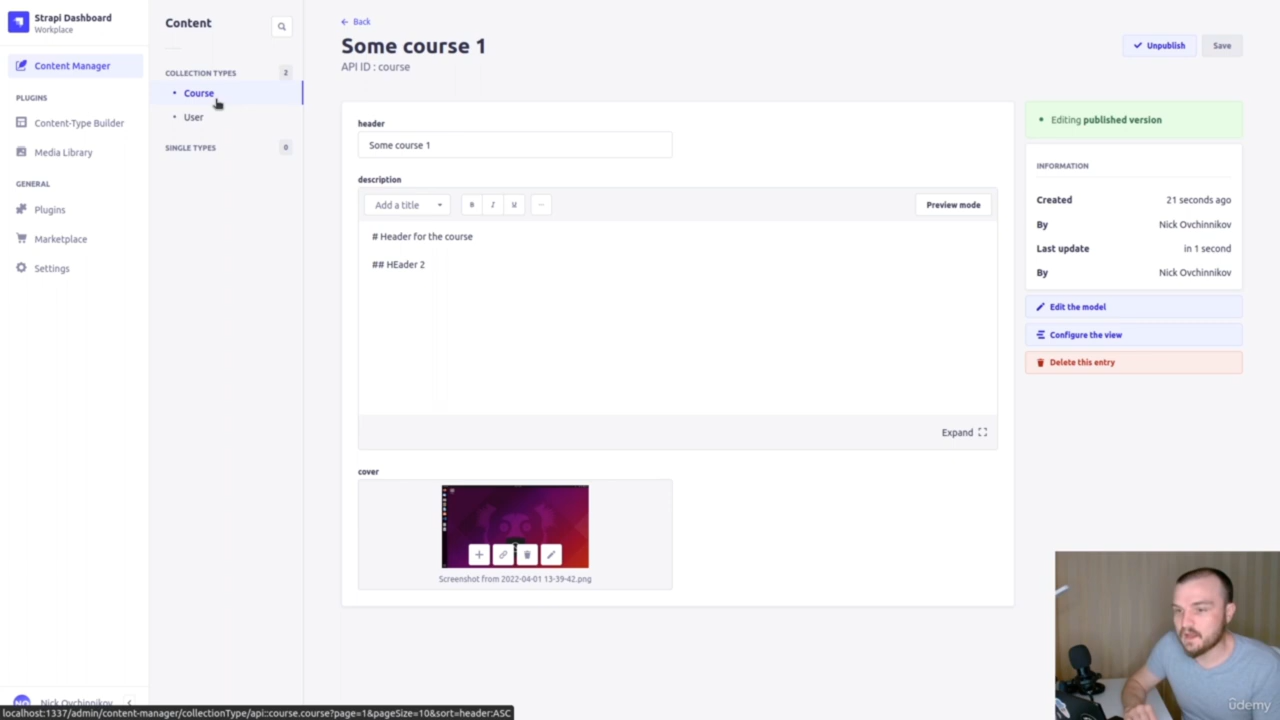 Strapi Dashboard
Workplace
Content Manager
PLUGINS
Content-Type Builder
Media Library
GENERAL
Plugins
Marketplace
Settings
Nick Ovchinnikov
Content
COLLECTION TYPES 2
Course
User
SINGLE TYPES 0
Back
Some course 1
API ID : course
Unpublish
Save
header
Some course 1
description
Add a title
B I U
Preview mode
# Header for the course
## HEader 2
Expand
cover
Screenshot from 2022-04-01 13-39-42.png
Editing published version
INFORMATION
Created 21 seconds ago
By Nick Ovchinnikov
Last update in 1 second
By Nick Ovchinnikov
Edit the model
Configure the view
Delete this entry
localhost:1337/admin/content-manager/collectionType/api::course.course?page=1&pageSize=10&sort=header:ASC
udemy